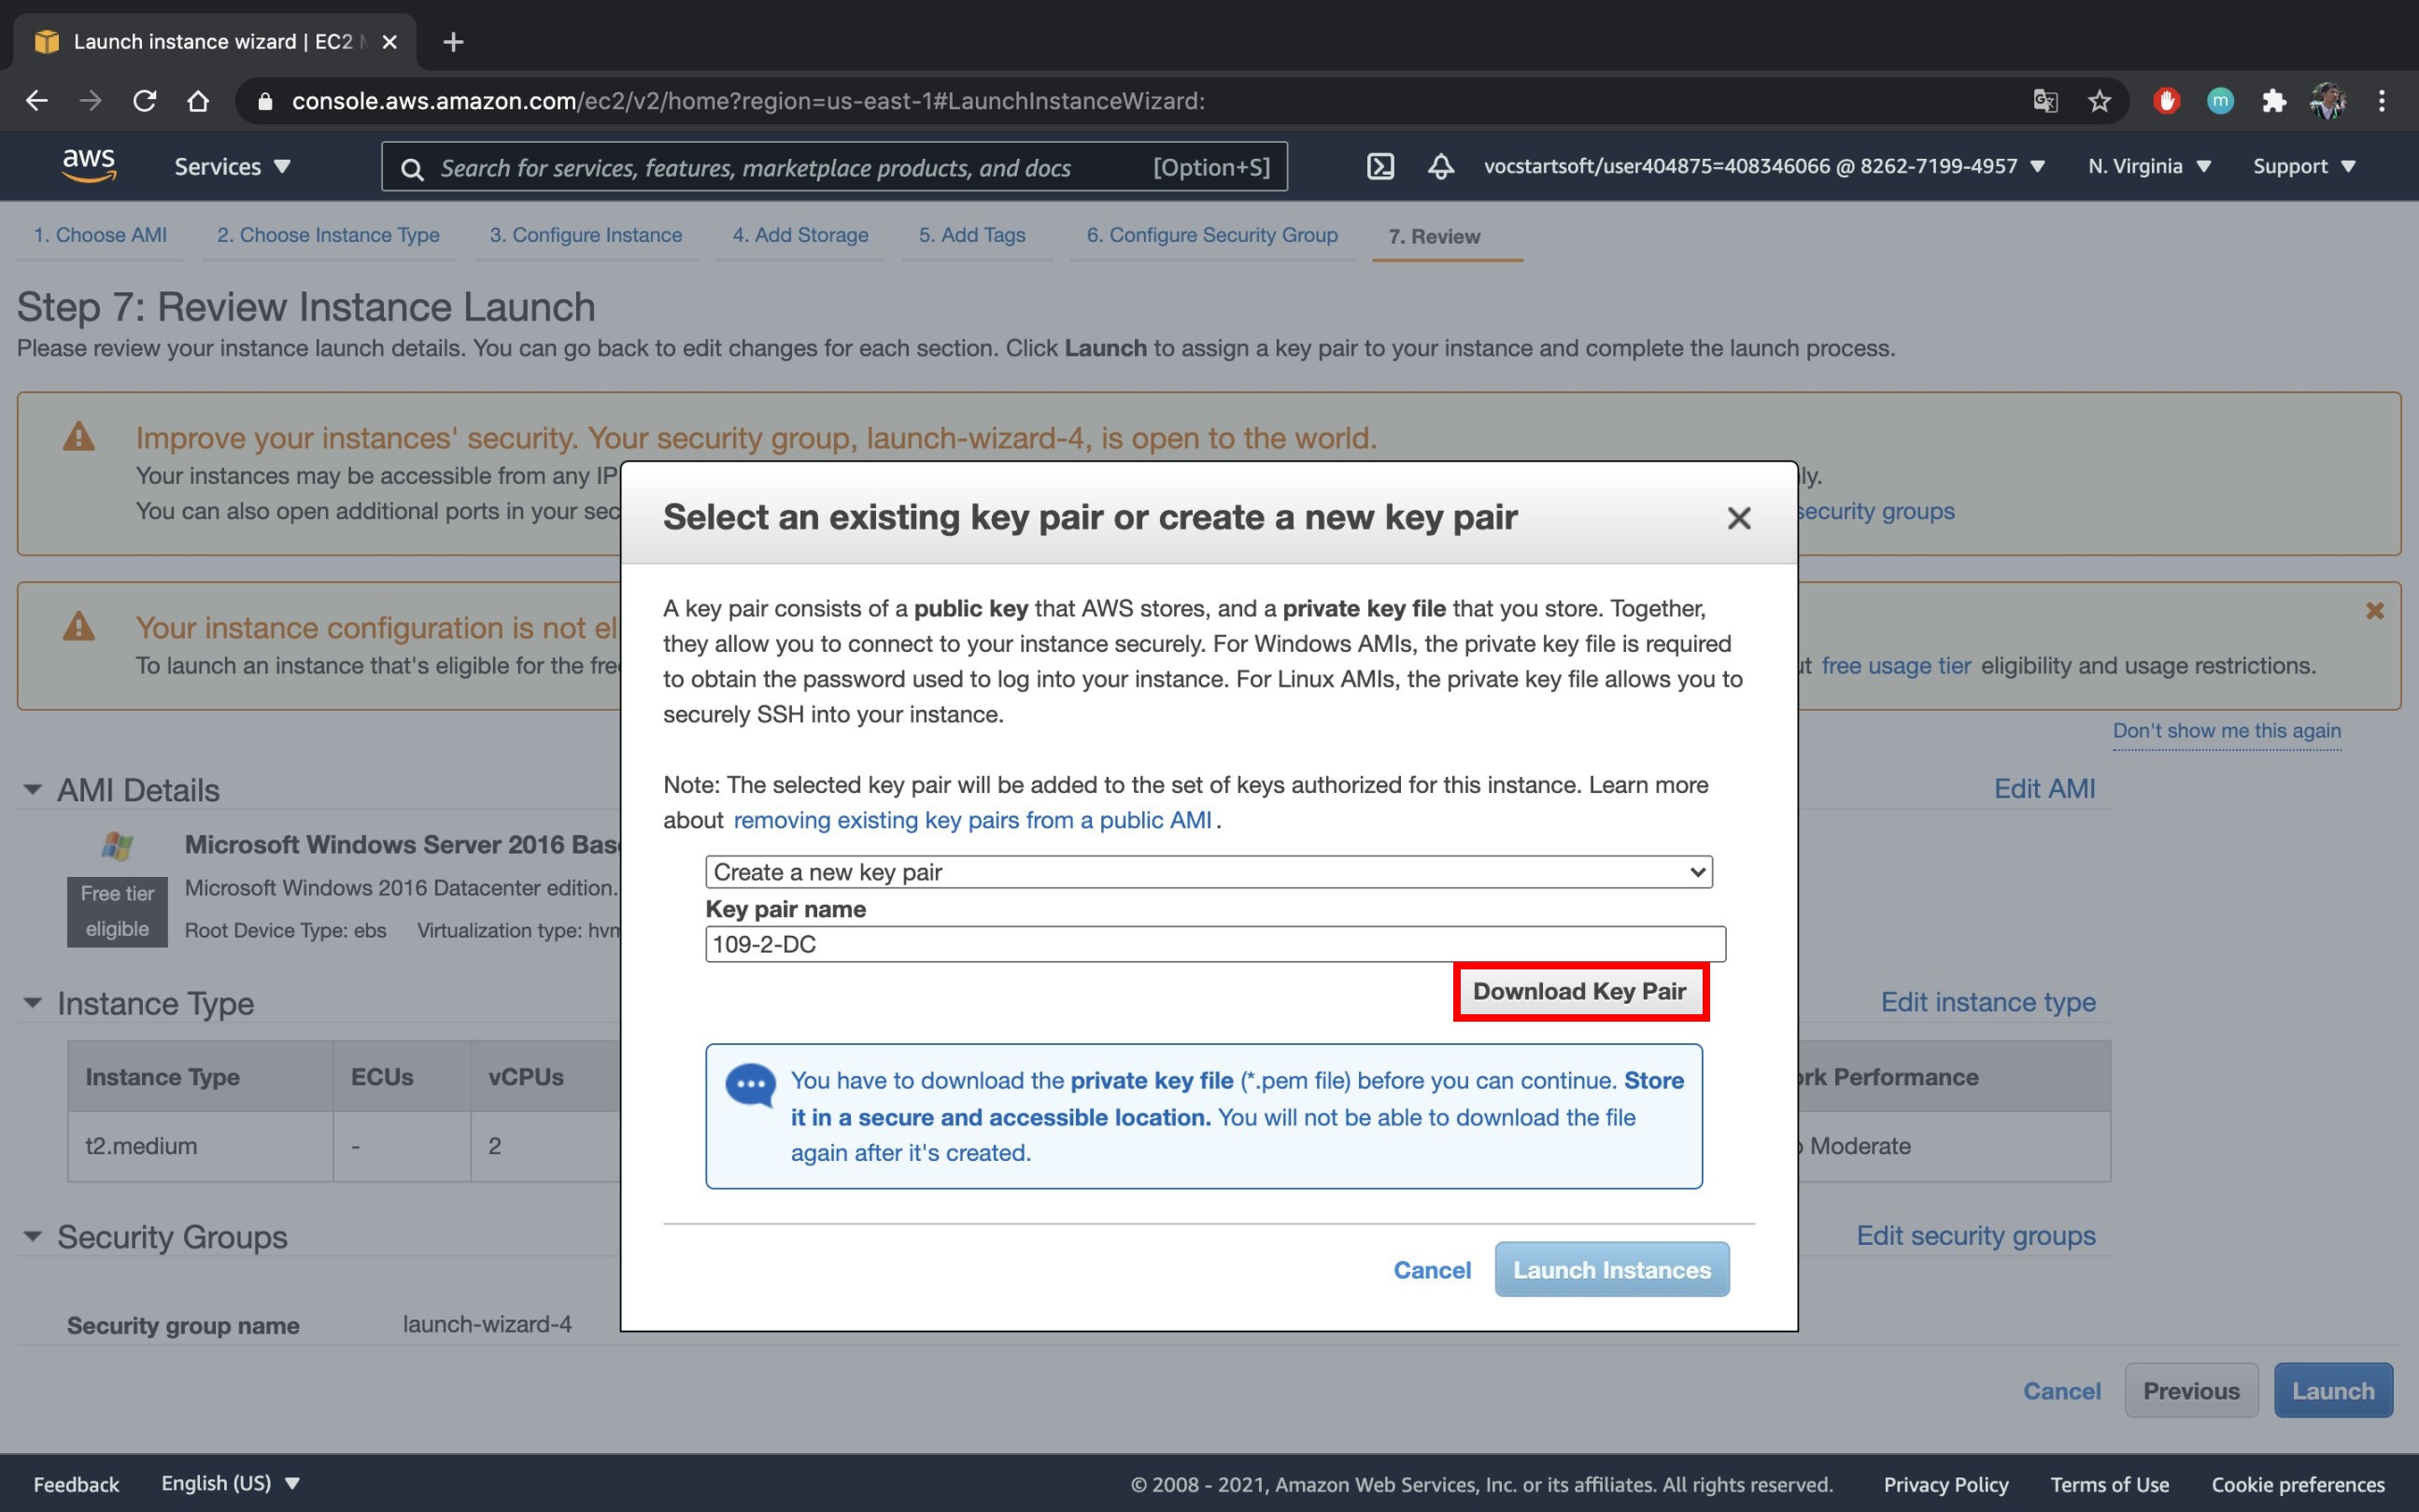 Launch instance wizard | EC2
console.aws.amazon.com/ec2/v2/home?region=us-east-1#LaunchInstanceWizard:
m
aws
Services
Search for services, features, marketplace products, and docs [Option+S]
vocstartsoft/user404875=408346066 @ 8262-7199-4957
N. Virginia
Support
1. Choose AMI 2. Choose Instance Type 3. Configure Instance 4. Add Storage 5. Add Tags 6. Configure Security Group 7. Review
Step 7: Review Instance Launch
Please review your instance launch details. You can go back to edit changes for each section. Click Launch to assign a key pair to your instance and complete the launch process.
Improve your instances' security. Your security group, launch-wizard-4, is open to the world.
Your instances may be accessible from any IP
ly.
You can also open additional ports in your sec
security groups
Your instance configuration is not el
To launch an instance that's eligible for the fre
ut free usage tier eligibility and usage restrictions.
Don't show me this again
Select an existing key pair or create a new key pair
A key pair consists of a public key that AWS stores, and a private key file that you store. Together,
they allow you to connect to your instance securely. For Windows AMIs, the private key file is required
to obtain the password used to log into your instance. For Linux AMIs, the private key file allows you to
securely SSH into your instance.
Note: The selected key pair will be added to the set of keys authorized for this instance. Learn more
about removing existing key pairs from a public AMI.
Create a new key pair
Key pair name
109-2-DC
Download Key Pair
You have to download the private key file (*.pem file) before you can continue. Store
it in a secure and accessible location. You will not be able to download the file
again after it's created.
Cancel Launch Instances
AMI Details
Edit AMI
Microsoft Windows Server 2016 Bas
Free tier
eligible
Microsoft Windows 2016 Datacenter edition.
Root Device Type: ebs Virtualization type: hvm
Instance Type
Edit instance type
Instance Type ECUs vCPUs
ork Performance
t2.medium - 2
o Moderate
Security Groups
Edit security groups
Security group name launch-wizard-4
Cancel Previous Launch
Feedback English (US)
© 2008 - 2021, Amazon Web Services, Inc. or its affiliates. All rights reserved. Privacy Policy Terms of Use Cookie preferences